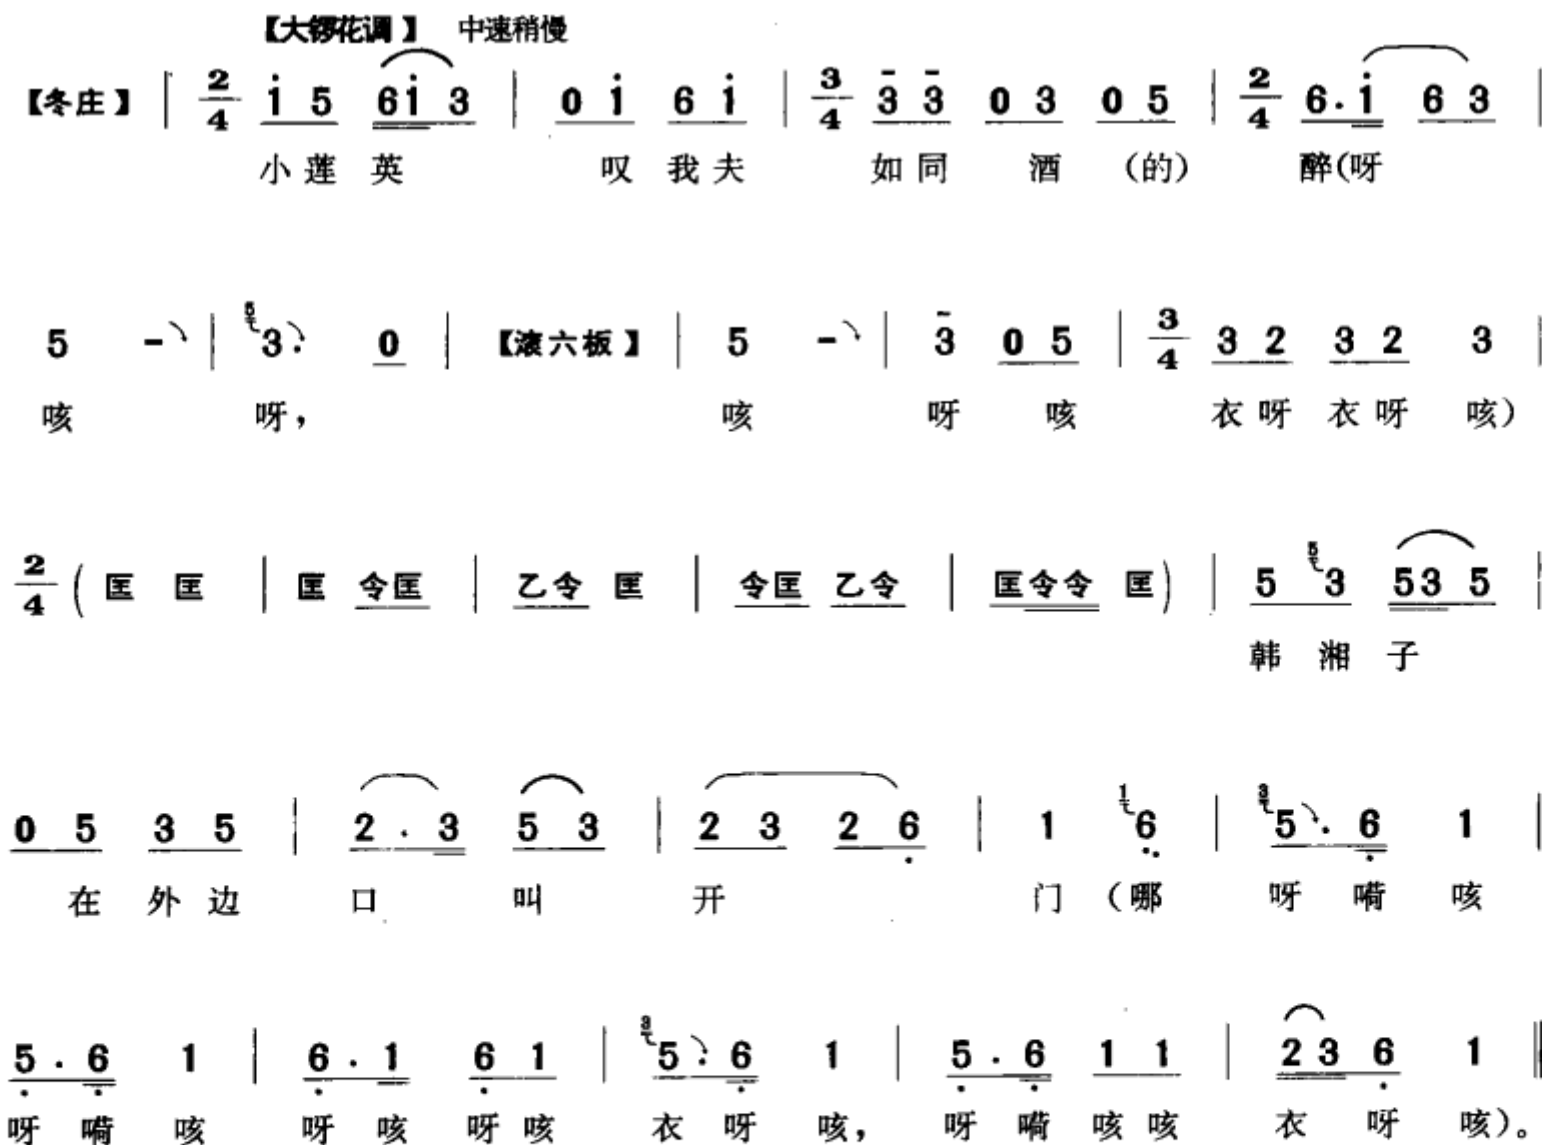 【大锣花调】 中速稍慢
【冬庄】 | 2/4 i 5 6i 3 | 0 i 6 i | 3/4 3 3 0 3 0 5 | 2/4 6·i 6 3 |
小莲英 叹我夫 如同 酒 (的) 醉(呀
5 - | 5 3· 0 | 【滚六板】 | 5 - | 3 0 5 | 3/4 3 2 3 2 3 |
咳 呀, 咳 呀 咳 衣呀 衣呀 咳)
2/4 ( 匡 匡 | 匡 令匡 | 乙令 匡 | 令匡 乙令 | 匡令令 匡) | 5 5 3 53 5 |
韩 湘 子
0 5 3 5 | 2·3 5 3 | 2 3 2 6 | 1 1 6 | 3 5·6 1 |
在 外 边 口 叫 开 门 (哪 呀 嗬 咳
5·6 1 | 6·1 6 1 | 3 5·6 1 | 5·6 1 1 | 23 6 1 ‖
呀 嗬 咳 呀 咳 呀 咳 衣 呀 咳, 呀 嗬 咳 咳 衣 呀 咳)。